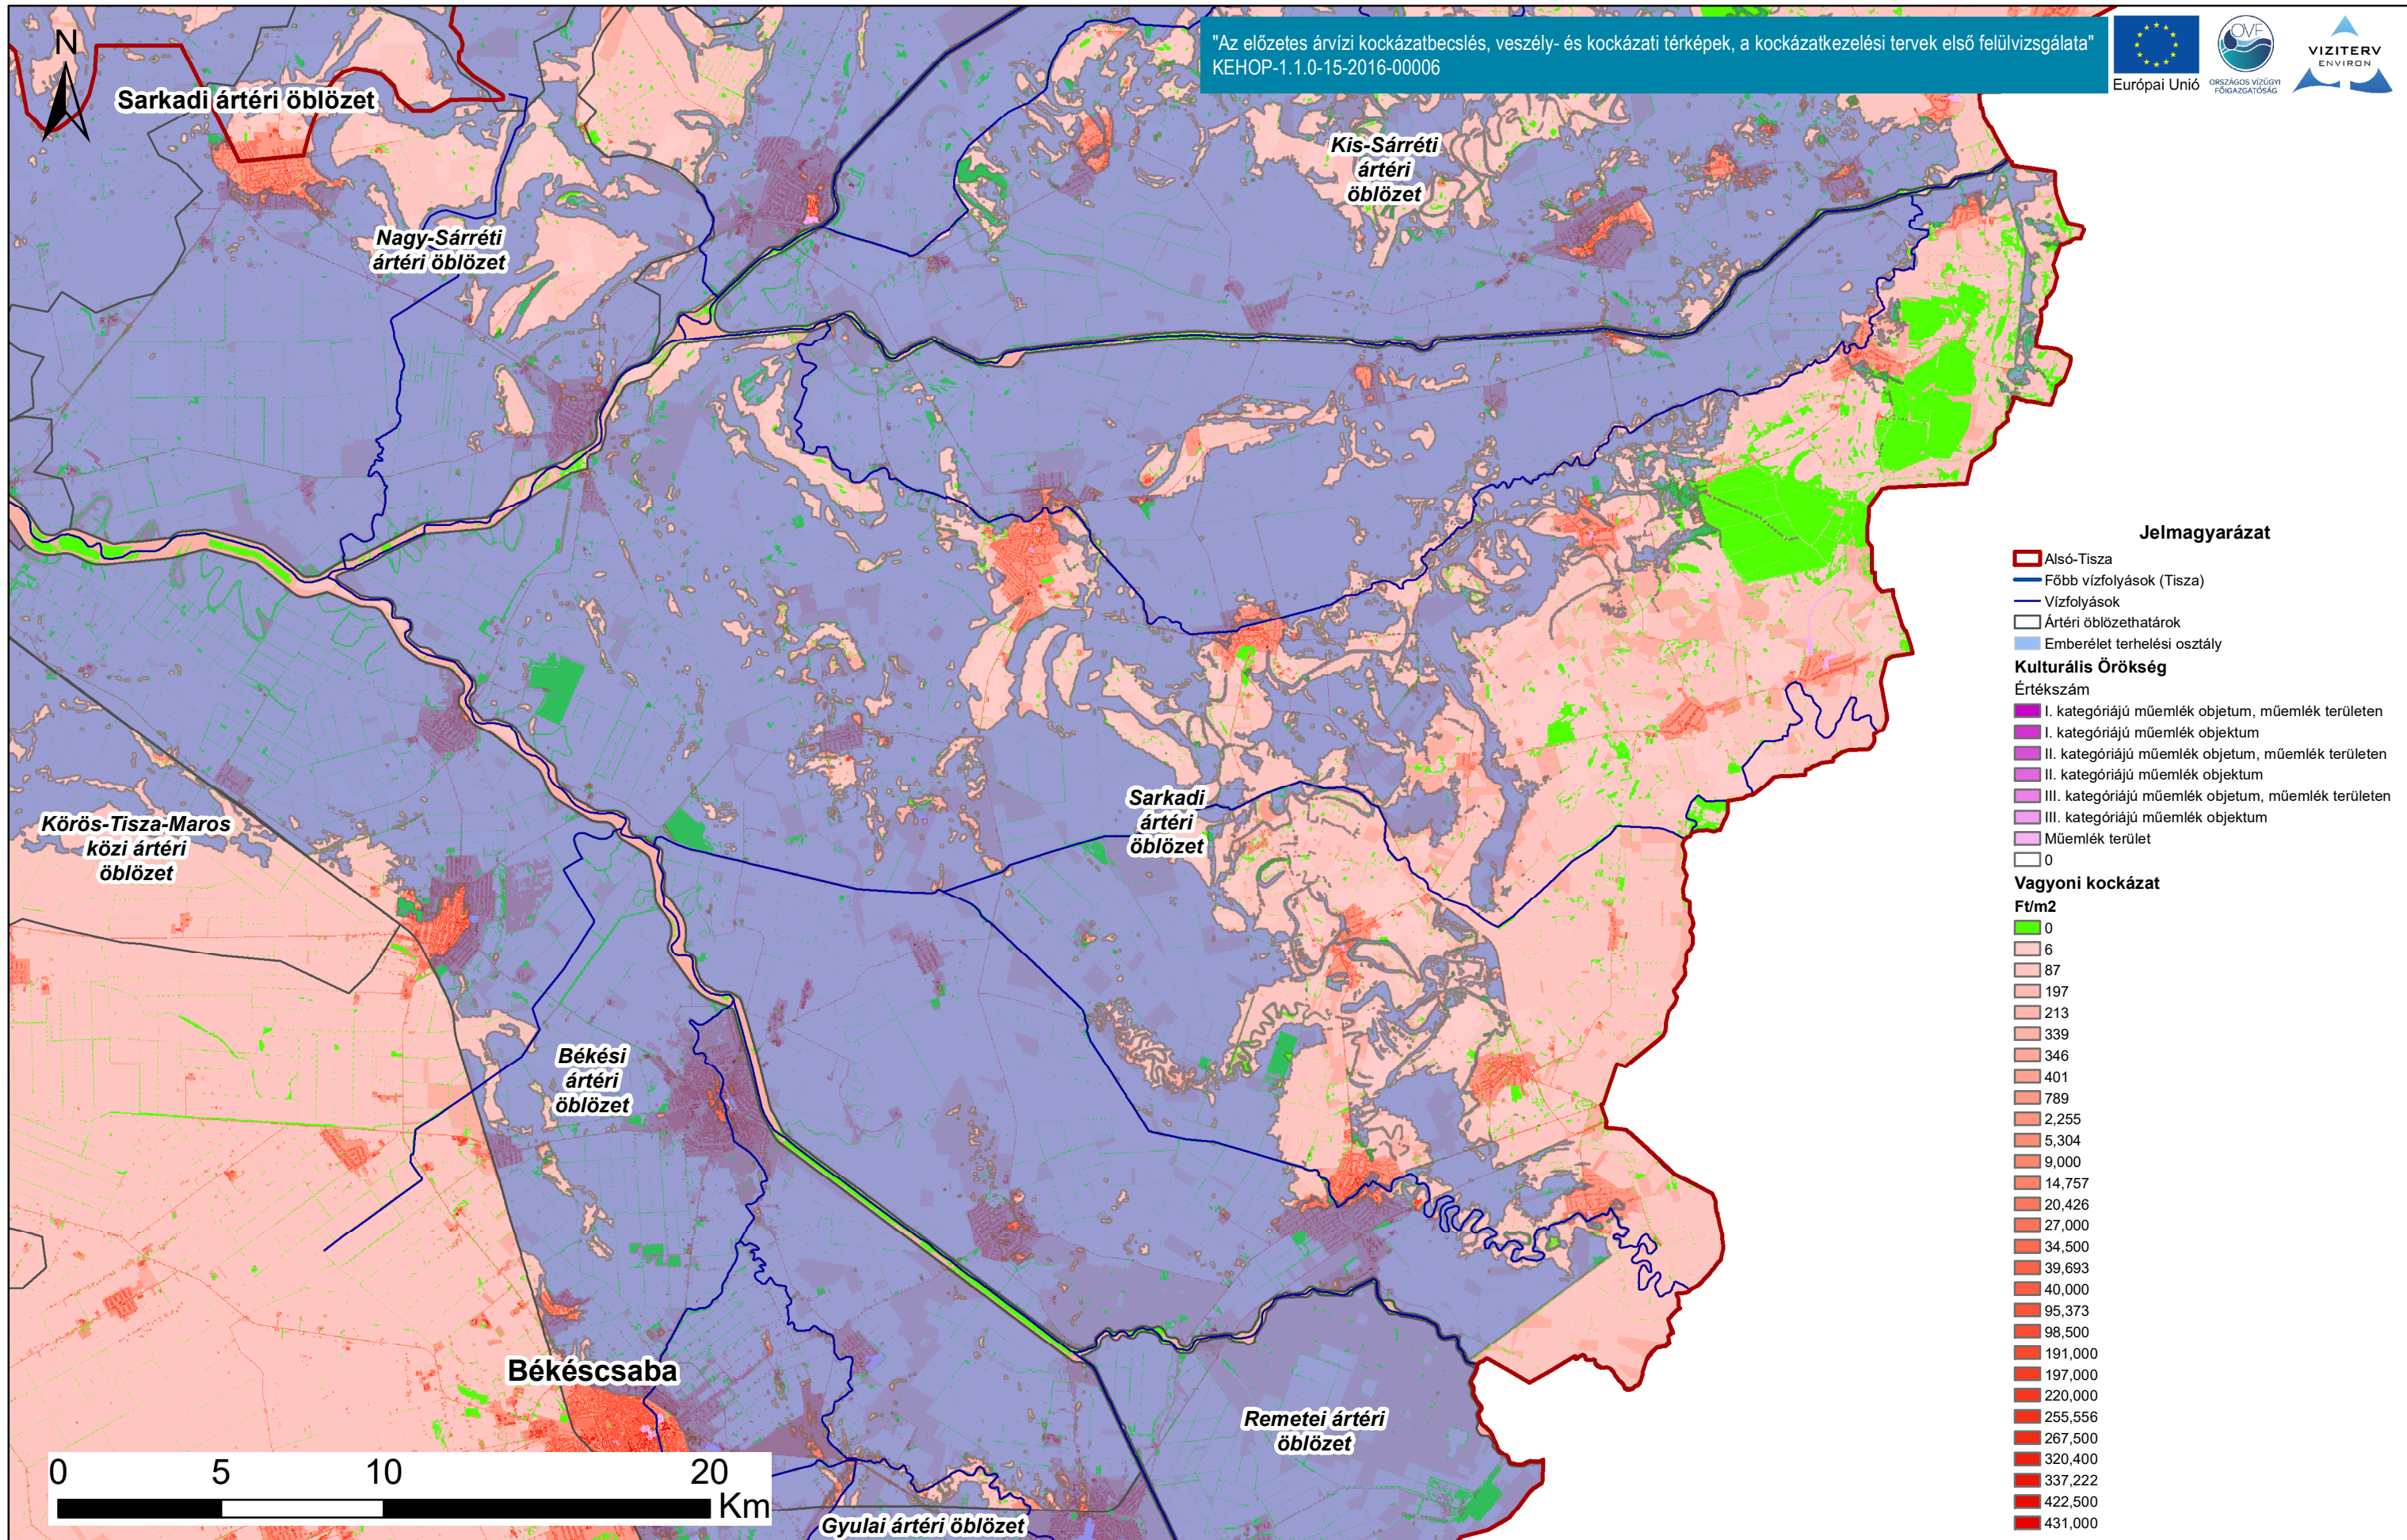 "Az előzetes árvízi kockázatbecslés, veszély- és kockázati térképek, a kockázatkezelési tervek első felülvizsgálata"
KEHOP-1.1.0-15-2016-00006
Európai Unió
OVF
ORSZÁGOS VÍZÜGYI
FŐIGAZGATÓSÁG
VIZITERV
ENVIRON
N
Sarkadi ártéri öblözet
Kis-Sárréti
ártéri
öblözet
Nagy-Sárréti
ártéri öblözet
Körös-Tisza-Maros
közi ártéri
öblözet
Sarkadi
ártéri
öblözet
Békési
ártéri
öblözet
Békéscsaba
Remetei ártéri
öblözet
Gyulai ártéri öblözet
0 5 10 20
Km
Jelmagyarázat
Alsó-Tisza
Főbb vízfolyások (Tisza)
Vízfolyások
Ártéri öblözethatárok
Emberélet terhelési osztály
Kulturális Örökség
Értékszám
I. kategóriájú műemlék objetum, műemlék területen
I. kategóriájú műemlék objektum
II. kategóriájú műemlék objetum, műemlék területen
II. kategóriájú műemlék objektum
III. kategóriájú műemlék objetum, műemlék területen
III. kategóriájú műemlék objektum
Műemlék terület
0
Vagyoni kockázat
Ft/m2
0
6
87
197
213
339
346
401
789
2,255
5,304
9,000
14,757
20,426
27,000
34,500
39,693
40,000
95,373
98,500
191,000
197,000
220,000
255,556
267,500
320,400
337,222
422,500
431,000